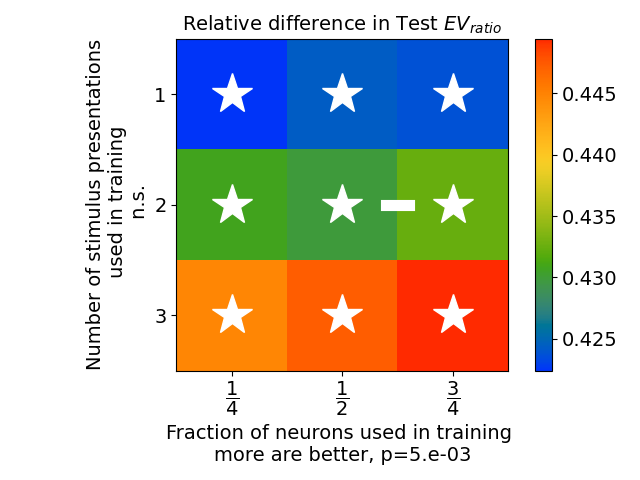 Relative difference in Test EV_ratio
Number of stimulus presentations
used in training
n.s.
1
2
3
1/4
1/2
3/4
Fraction of neurons used in training
more are better, p=5.e-03
0.445
0.440
0.435
0.430
0.425